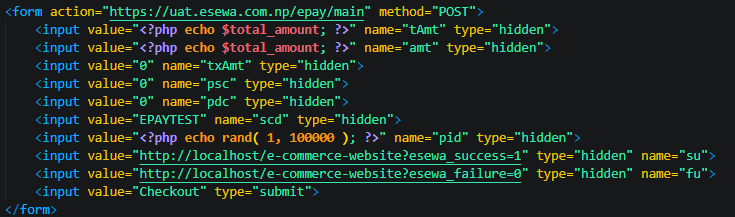 <form action="https://uat.esewa.com.np/epay/main" method="POST">
<input value="<?php echo $total_amount; ?>" name="tAmt" type="hidden">
<input value="<?php echo $total_amount; ?>" name="amt" type="hidden">
<input value="0" name="txAmt" type="hidden">
<input value="0" name="psc" type="hidden">
<input value="0" name="pdc" type="hidden">
<input value="EPAYTEST" name="scd" type="hidden">
<input value="<?php echo rand( 1, 100000 ); ?>" name="pid" type="hidden">
<input value="http://localhost/e-commerce-website?esewa_success=1" type="hidden" name="su">
<input value="http://localhost/e-commerce-website?esewa_failure=0" type="hidden" name="fu">
<input value="Checkout" type="submit">
</form>